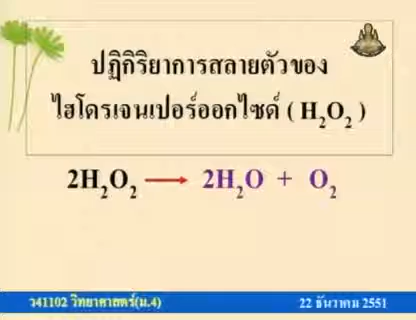 ปฏิกิริยาการสลายตัวของ
ไฮโดรเจนเปอร์ออกไซด์ ( H₂O₂ )
2H₂O₂ ⟶ 2H₂O + O₂
ว41102 วิทยาศาสตร์(ม.4) 22 ธันวาคม 2551